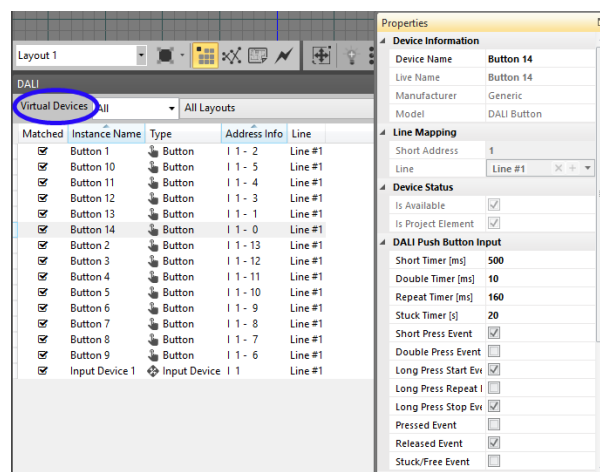 Properties
Layout 1
DALI
Virtual Devices All All Layouts
Matched Instance Name Type Address Info Line
Button 1 Button I 1 - 2 Line #1
Button 10 Button I 1 - 5 Line #1
Button 11 Button I 1 - 4 Line #1
Button 12 Button I 1 - 3 Line #1
Button 13 Button I 1 - 1 Line #1
Button 14 Button I 1 - 0 Line #1
Button 2 Button I 1 - 13 Line #1
Button 3 Button I 1 - 12 Line #1
Button 4 Button I 1 - 11 Line #1
Button 5 Button I 1 - 10 Line #1
Button 6 Button I 1 - 9 Line #1
Button 7 Button I 1 - 8 Line #1
Button 8 Button I 1 - 7 Line #1
Button 9 Button I 1 - 6 Line #1
Input Device 1 Input Device I 1 Line #1
Device Information
Device Name Button 14
Live Name Button 14
Manufacturer Generic
Model DALI Button
Line Mapping
Short Address 1
Line Line #1
Device Status
Is Available
Is Project Element
DALI Push Button Input
Short Timer [ms] 500
Double Timer [ms] 10
Repeat Timer [ms] 160
Stuck Timer [s] 20
Short Press Event
Double Press Event
Long Press Start Eve
Long Press Repeat I
Long Press Stop Eve
Pressed Event
Released Event
Stuck/Free Event